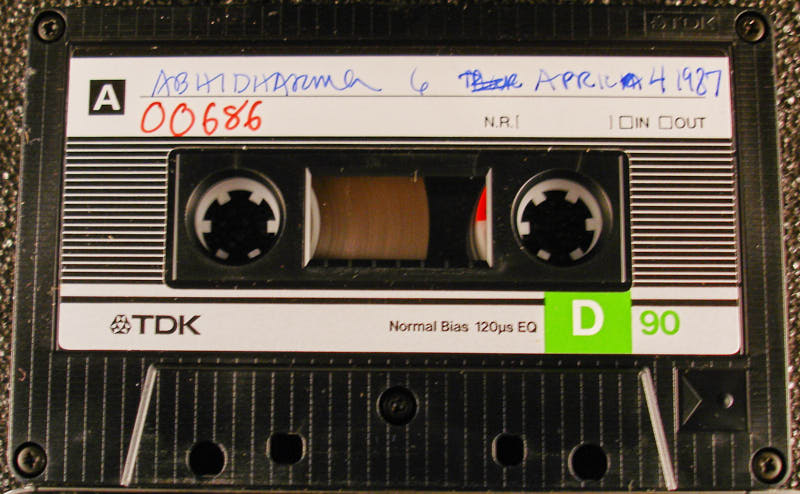 TDK
A
ABHIDHARMA 6 APRIL 4 1987
00686
N.R.[ ] □IN □OUT
TDK Normal Bias 120μs EQ D 90